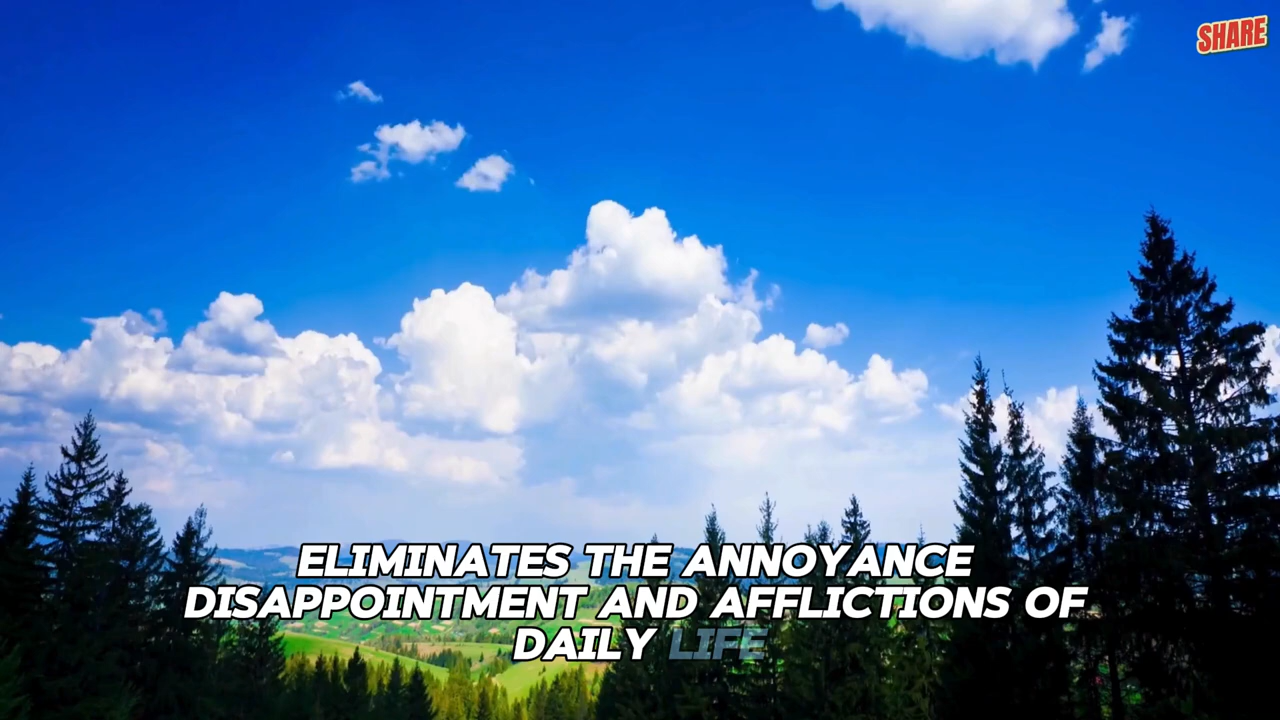 SHARE
ELIMINATES THE ANNOYANCE
DISAPPOINTMENT AND AFFLICTIONS OF
DAILY LIFE